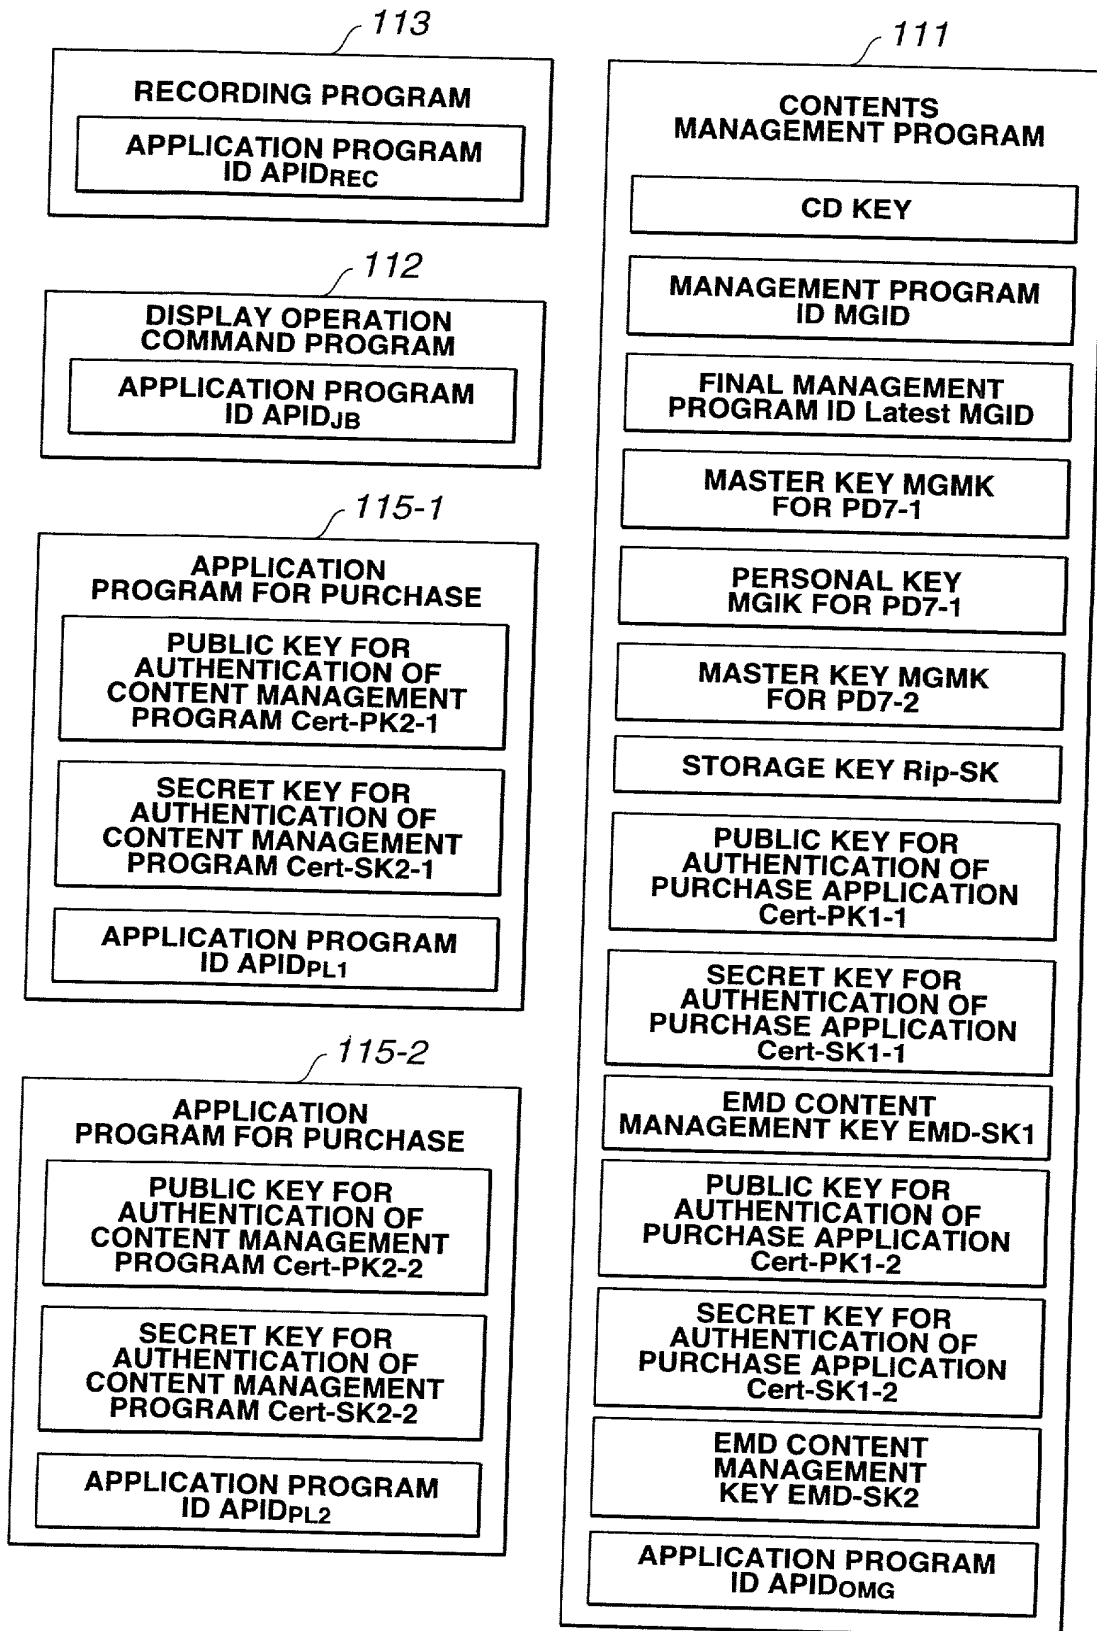 113
RECORDING PROGRAM
APPLICATION PROGRAM
ID APIDREC
112
DISPLAY OPERATION
COMMAND PROGRAM
APPLICATION PROGRAM
ID APIDJB
115-1
APPLICATION
PROGRAM FOR PURCHASE
PUBLIC KEY FOR
AUTHENTICATION OF
CONTENT MANAGEMENT
PROGRAM Cert-PK2-1
SECRET KEY FOR
AUTHENTICATION OF
CONTENT MANAGEMENT
PROGRAM Cert-SK2-1
APPLICATION PROGRAM
ID APIDPL1
115-2
APPLICATION
PROGRAM FOR PURCHASE
PUBLIC KEY FOR
AUTHENTICATION OF
CONTENT MANAGEMENT
PROGRAM Cert-PK2-2
SECRET KEY FOR
AUTHENTICATION OF
CONTENT MANAGEMENT
PROGRAM Cert-SK2-2
APPLICATION PROGRAM
ID APIDPL2
111
CONTENTS
MANAGEMENT PROGRAM
CD KEY
MANAGEMENT PROGRAM
ID MGID
FINAL MANAGEMENT
PROGRAM ID Latest MGID
MASTER KEY MGMK
FOR PD7-1
PERSONAL KEY
MGIK FOR PD7-1
MASTER KEY MGMK
FOR PD7-2
STORAGE KEY Rip-SK
PUBLIC KEY FOR
AUTHENTICATION OF
PURCHASE APPLICATION
Cert-PK1-1
SECRET KEY FOR
AUTHENTICATION OF
PURCHASE APPLICATION
Cert-SK1-1
EMD CONTENT
MANAGEMENT KEY EMD-SK1
PUBLIC KEY FOR
AUTHENTICATION OF
PURCHASE APPLICATION
Cert-PK1-2
SECRET KEY FOR
AUTHENTICATION OF
PURCHASE APPLICATION
Cert-SK1-2
EMD CONTENT
MANAGEMENT
KEY EMD-SK2
APPLICATION PROGRAM
ID APIDOMG